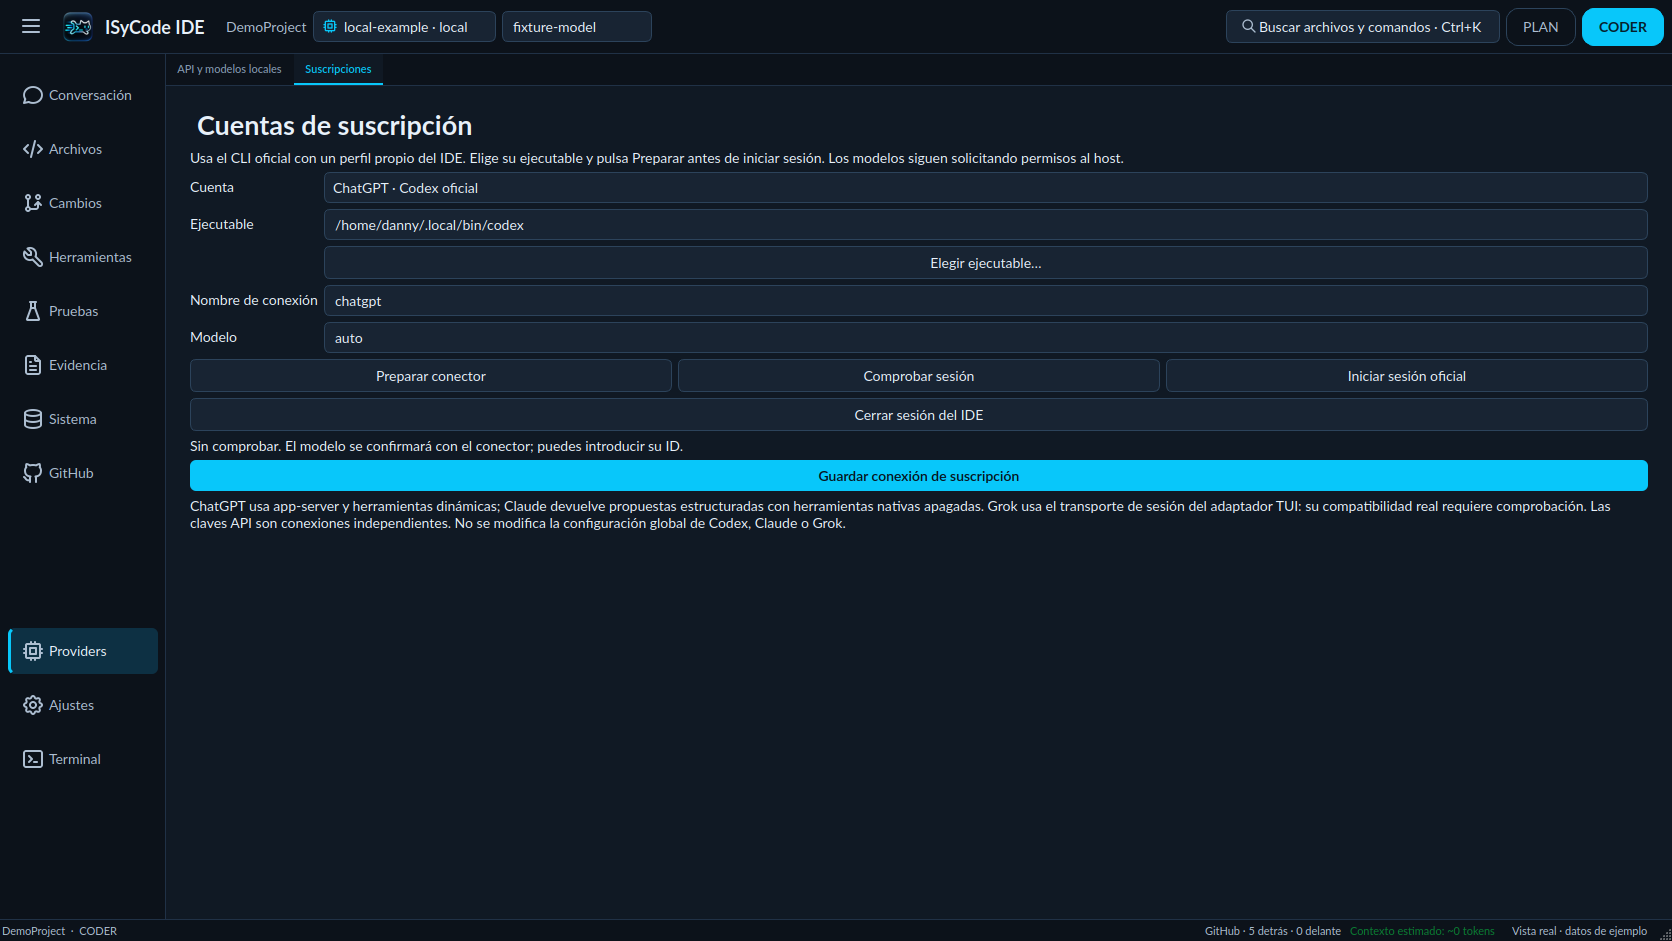 ISyCode IDE
DemoProject
local-example · local
fixture-model
Buscar archivos y comandos · Ctrl+K
PLAN
CODER
Conversación
Archivos
Cambios
Herramientas
Pruebas
Evidencia
Sistema
GitHub
Providers
Ajustes
Terminal
API y modelos locales
Suscripciones
Cuentas de suscripción
Usa el CLI oficial con un perfil propio del IDE. Elige su ejecutable y pulsa Preparar antes de iniciar sesión. Los modelos siguen solicitando permisos al host.
Cuenta
ChatGPT · Codex oficial
Ejecutable
/home/danny/.local/bin/codex
Elegir ejecutable...
Nombre de conexión
chatgpt
Modelo
auto
Preparar conector
Comprobar sesión
Iniciar sesión oficial
Cerrar sesión del IDE
Sin comprobar. El modelo se confirmará con el conector; puedes introducir su ID.
Guardar conexión de suscripción
ChatGPT usa app-server y herramientas dinámicas; Claude devuelve propuestas estructuradas con herramientas nativas apagadas. Grok usa el transporte de sesión del adaptador TUI: su compatibilidad real requiere comprobación. Las
claves API son conexiones independientes. No se modifica la configuración global de Codex, Claude o Grok.
DemoProject · CODER
GitHub · 5 detrás · 0 delante
Contexto estimado: ~0 tokens
Vista real · datos de ejemplo